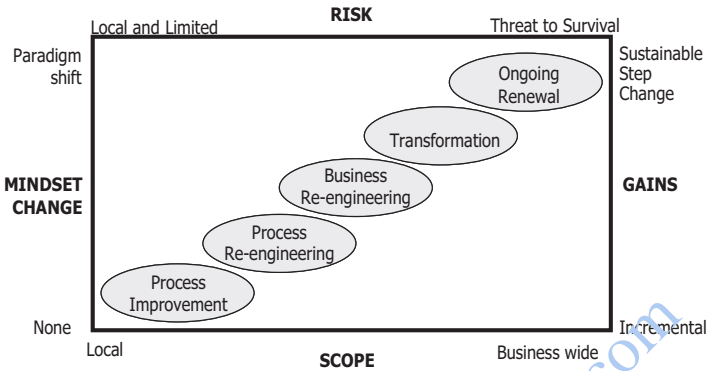 RISK
Local and Limited
Threat to Survival
Paradigm
shift
Sustainable
Step
Change
Ongoing
Renewal
Transformation
Business
Re-engineering
MINDSET
CHANGE
GAINS
Process
Re-engineering
Process
Improvement
None
Incremental
Local
Business wide
SCOPE
.com